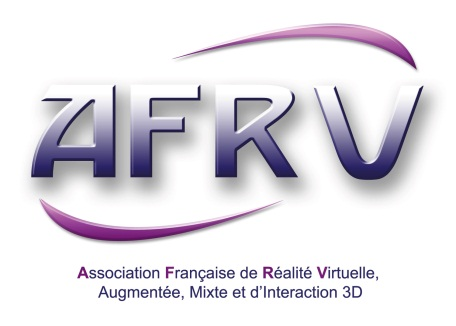 AFRV
Association Française de Réalité Virtuelle,
Augmentée, Mixte et d'Interaction 3D